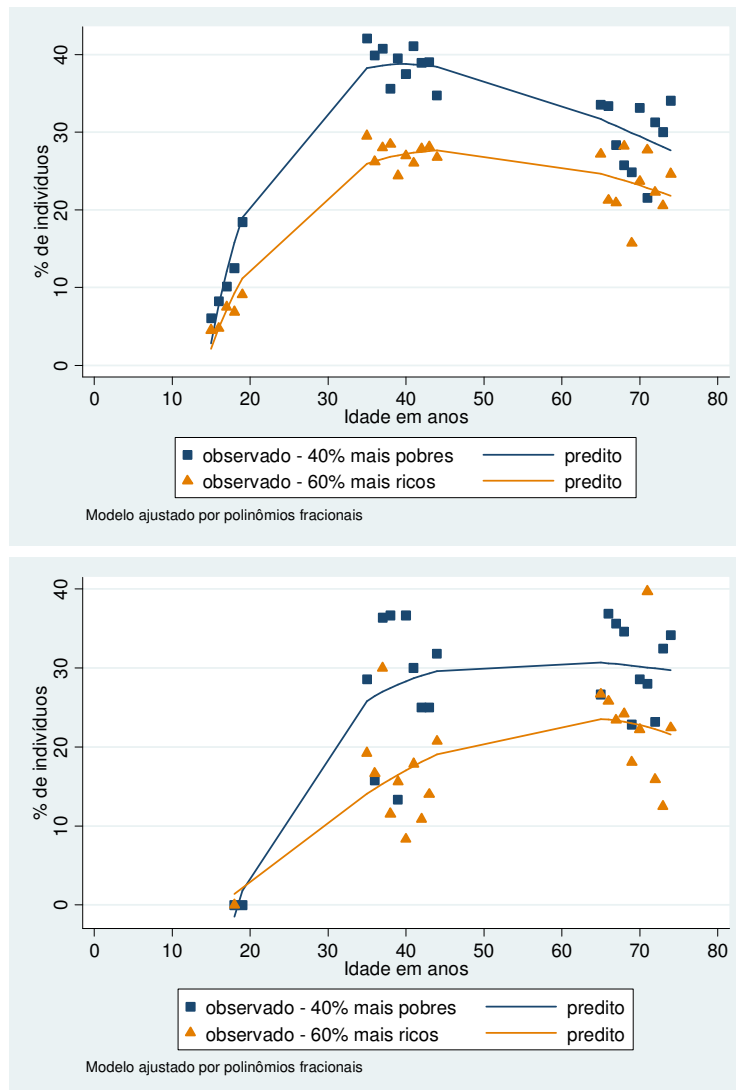 % de indivíduos
40
30
20
10
0
0 10 20 30 40 50 60 70 80
Idade em anos
observado - 40% mais pobres predito
observado - 60% mais ricos predito
Modelo ajustado por polinômios fracionais
% de indivíduos
40
30
20
10
0
0 10 20 30 40 50 60 70 80
Idade em anos
observado - 40% mais pobres predito
observado - 60% mais ricos predito
Modelo ajustado por polinômios fracionais